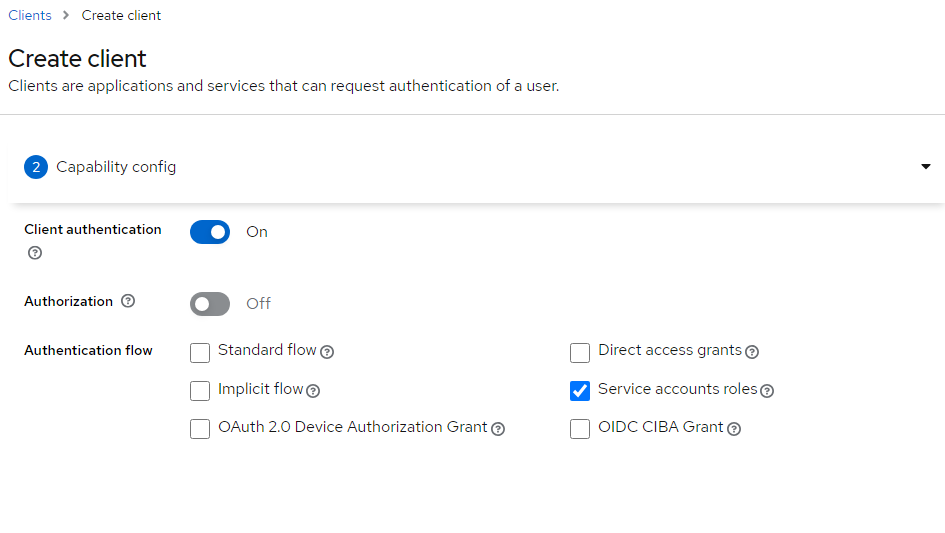 Clients > Create client
Create client
Clients are applications and services that can request authentication of a user.
2 Capability config
Client authentication On
Authorization Off
Authentication flow Standard flow Direct access grants
Implicit flow Service accounts roles
OAuth 2.0 Device Authorization Grant OIDC CIBA Grant